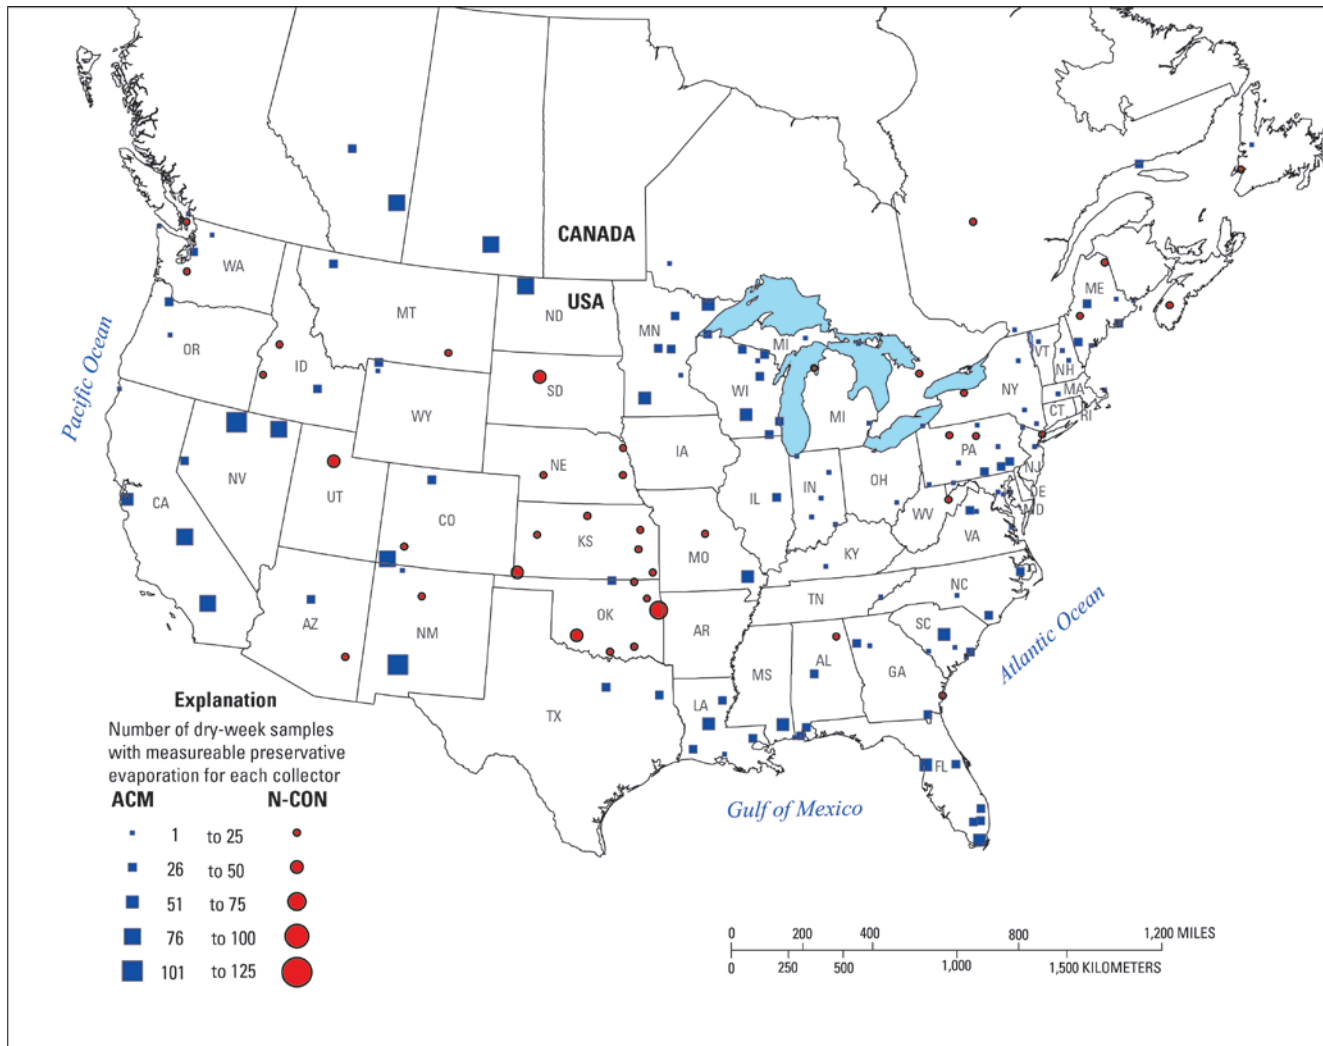 CANADA
USA
WA
MT
ND
MN
ME
OR
ID
SD
WI
MI
MI
VT
NH
NY
MA
CT
RI
WY
NE
IA
PA
NJ
Pacific Ocean
NV
UT
CA
CO
KS
MO
IL
IN
OH
WV
DE
MD
VA
KY
AZ
NM
OK
AR
TN
NC
SC
Atlantic Ocean
TX
LA
MS
AL
GA
FL
Gulf of Mexico
Explanation
Number of dry-week samples
with measureable preservative
evaporation for each collector
ACM N-CON
1 to 25
26 to 50
51 to 75
76 to 100
101 to 125
0 200 400 800 1,200 MILES
0 250 500 1,000 1,500 KILOMETERS